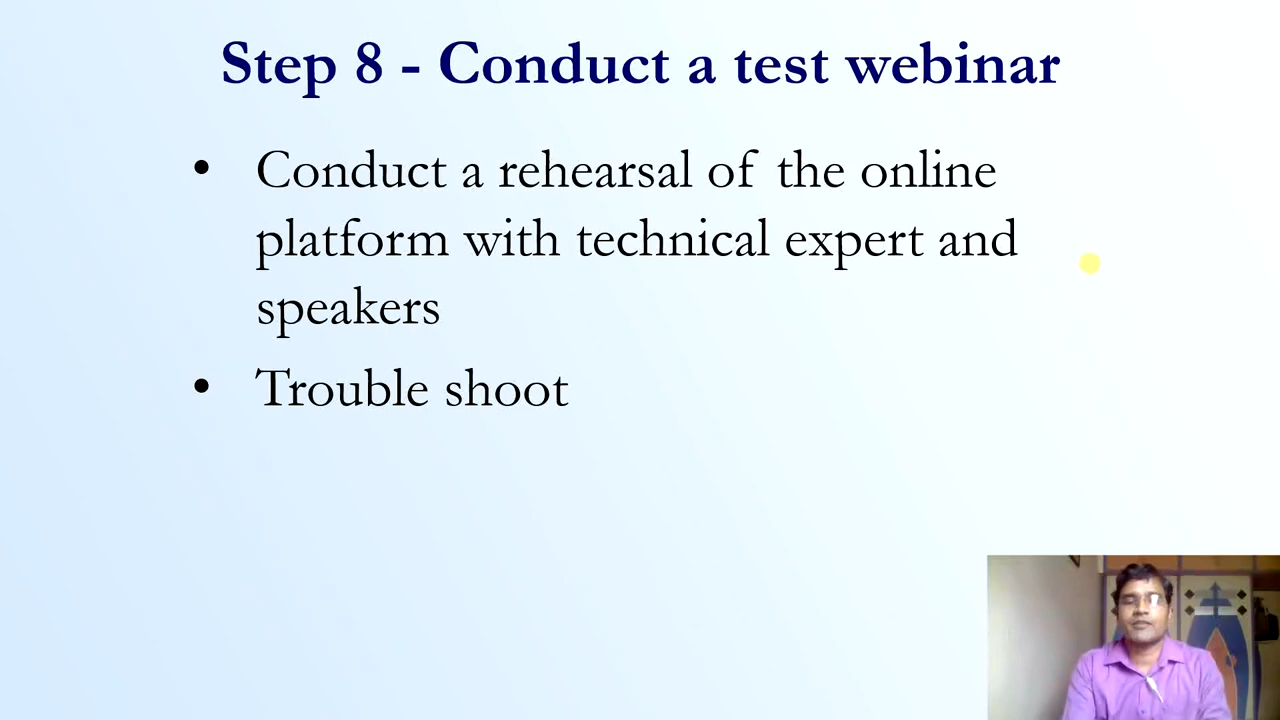 Step 8 - Conduct a test webinar
• Conduct a rehearsal of the online
platform with technical expert and
speakers
• Trouble shoot